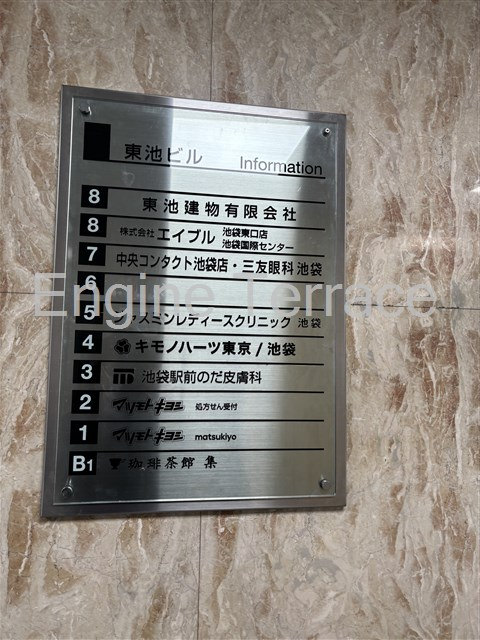 東池ビル Information
8 東池建物有限会社
8 株式会社エイブル 池袋東口店
池袋国際センター
7 中央コンタクト池袋店・三友眼科 池袋
6
Engine Terrace
5 ジャスミンレディースクリニック 池袋
4 キモノハーツ東京/池袋
3 池袋駅前のだ皮膚科
2 マツモトキヨシ 処方せん受付
1 マツモトキヨシ matsukiyo
B1 珈琲茶館 集